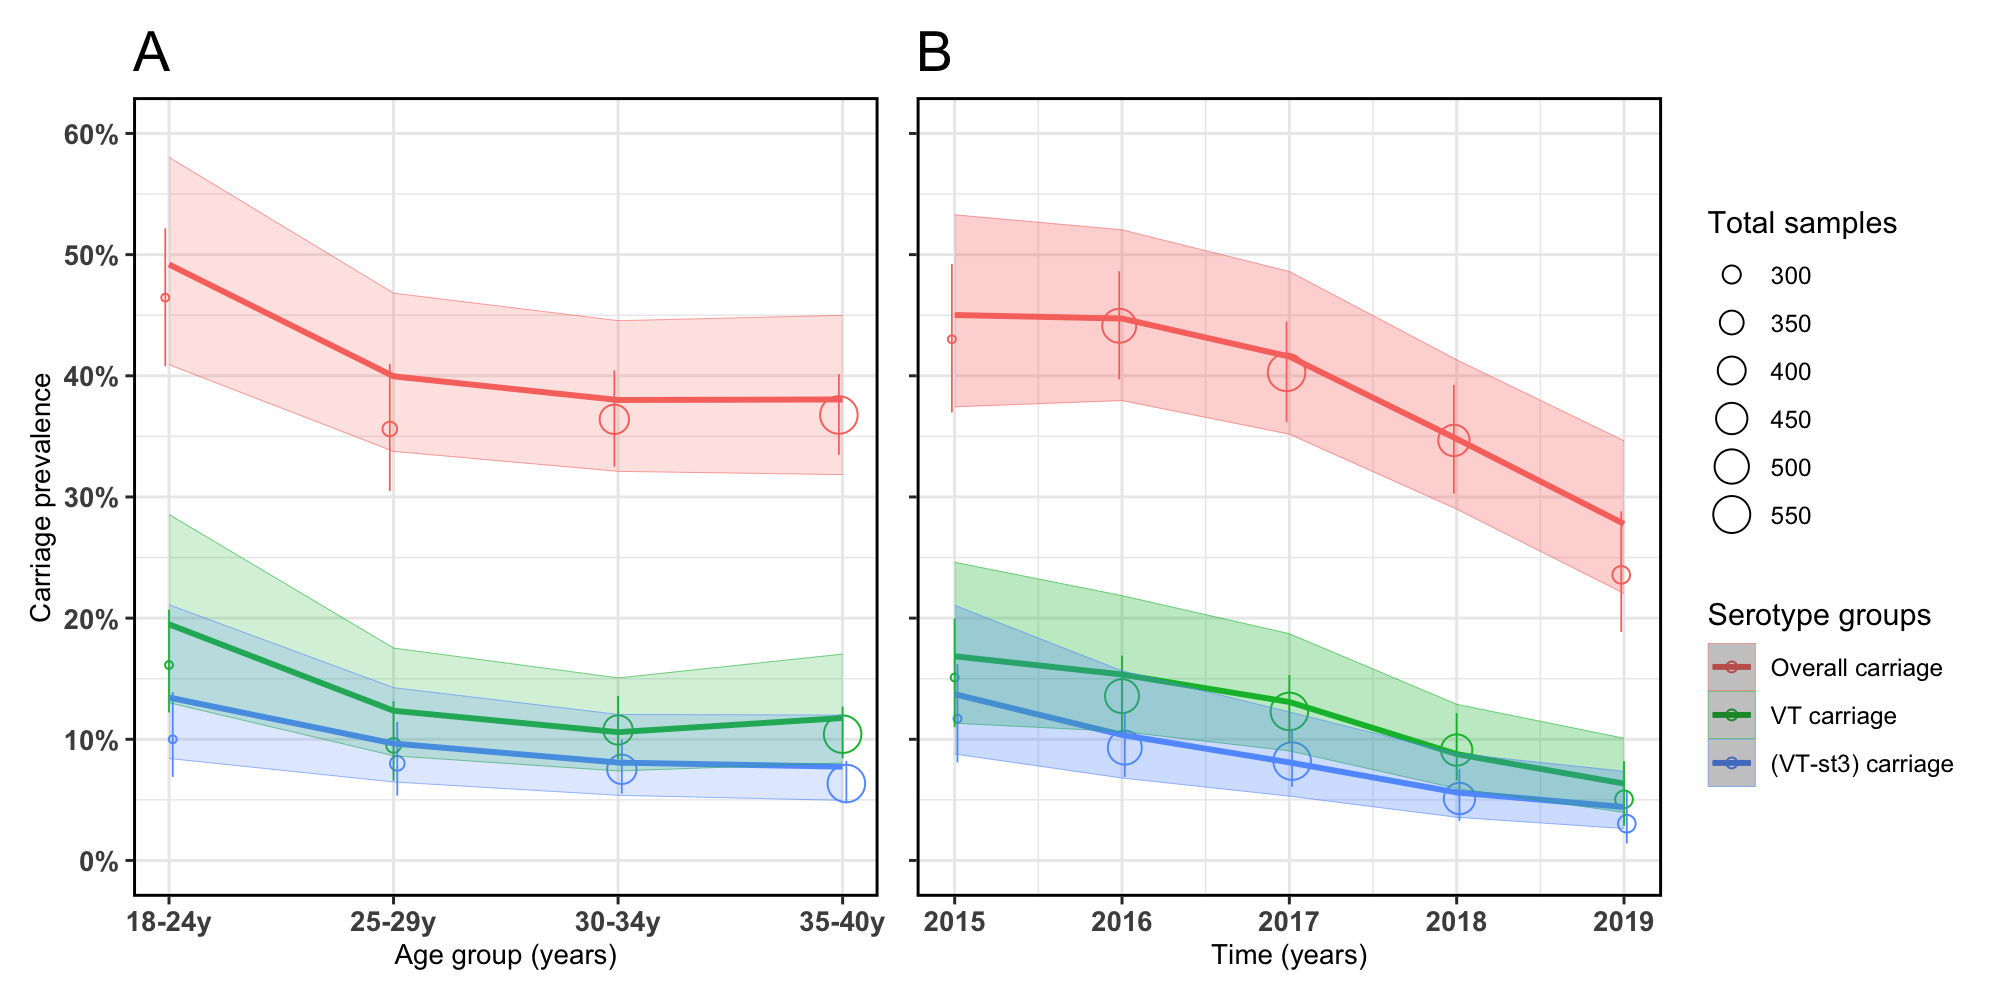 A
B
60%
50%
40%
30%
20%
10%
0%
Carriage prevalence
18-24y
25-29y
30-34y
35-40y
Age group (years)
2015
2016
2017
2018
2019
Time (years)
Total samples
300
350
400
450
500
550
Serotype groups
Overall carriage
VT carriage
(VT-st3) carriage